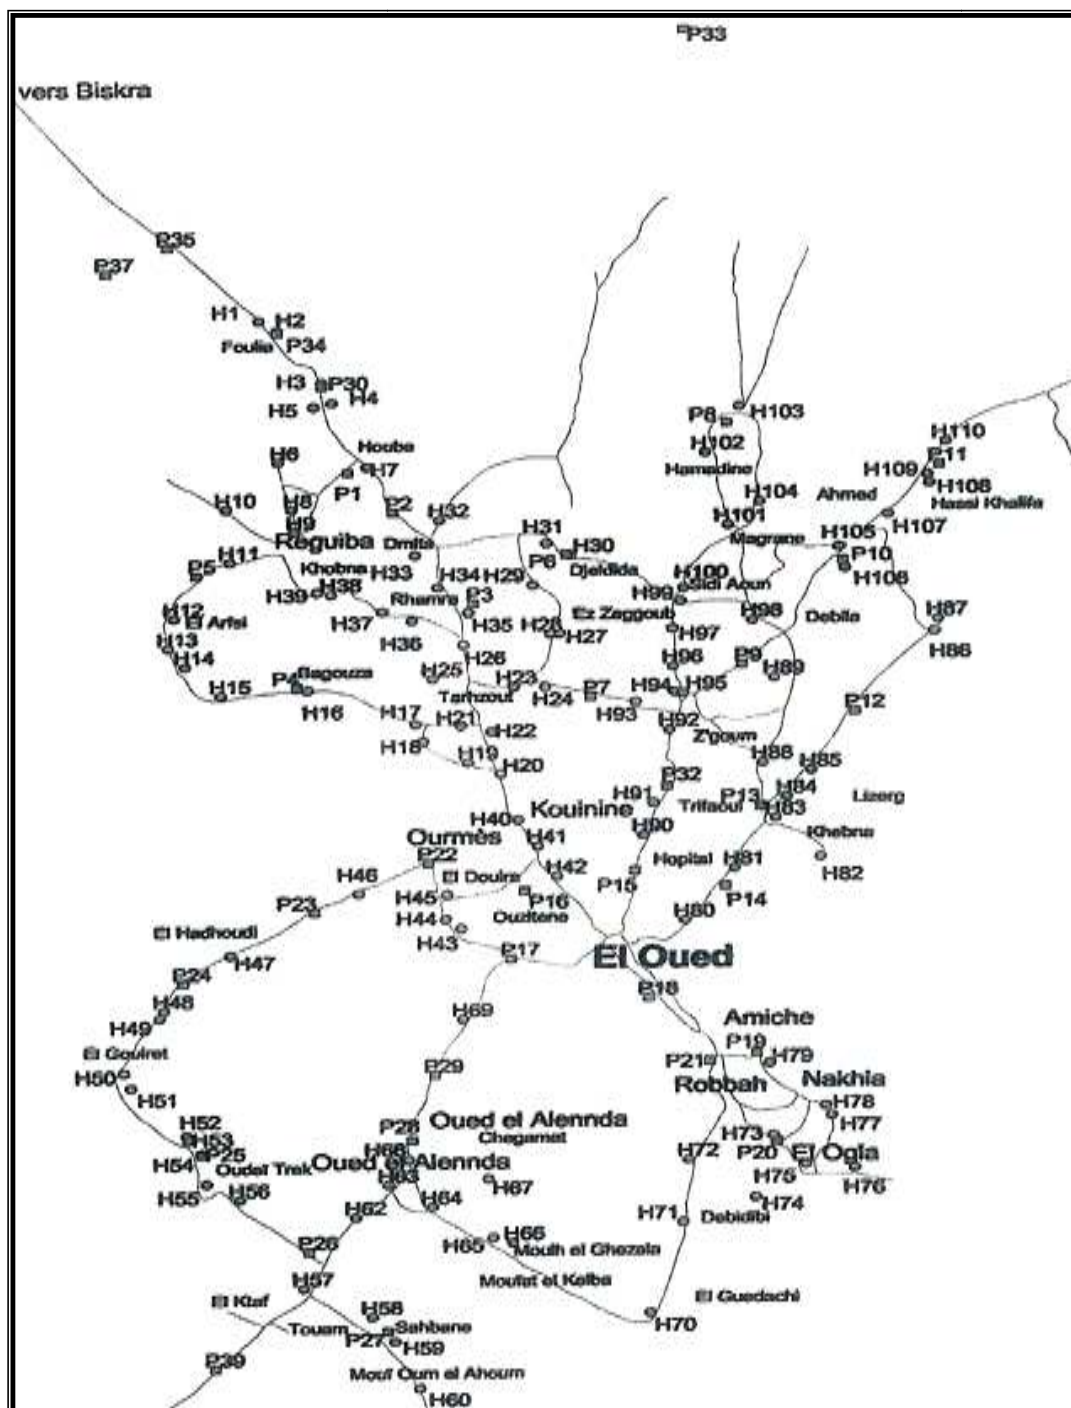 P33
vers Biskra
P35
P37
H1
H2
Foulia
P34
H3
P30
H5
H4
P8
H103
Houba
H102
H110
H6
H7
Hamadine
P11
H109
P1
H108
H10
H8
P2
H104
Ahmed
Hassi Khalifa
H9
H32
H101
H107
Reguiba
Drnita
H31
Magrane
H105
H30
P6
P10
H11
Khobna
H33
Djeldida
H100
Sidi Aoun
H106
P5
H34
H29
H99
H39
H38
Rhamra
P3
Ez Zaggoub
H98
Debila
H87
H12
El Arfsi
H35
H37
H28
H27
H97
H13
H36
H86
H14
H26
H96
P9
P4
Bagouza
H25
H89
H15
H16
Tarhzout
H23
H24
P7
H94
H95
P12
H93
H17
H21
H22
H92
Z'goum
H18
H19
H20
H88
H85
P32
H84
Kouinine
H91
Trifaoui
P13
H83
Lizerg
H40
Ourmès
H41
H90
Khebna
P22
Hopital
H81
H82
H46
El Douira
H42
H45
P16
P15
P14
P23
H44
Ouzitene
H80
El Hadhoudi
H43
P17
El Oued
H47
P24
P18
H48
H69
H49
Amiche
El Gouiret
P19
H79
H50
P29
P21
Robbah
Nakhla
H51
H78
Oued el Alennda
H77
P28
Chegamat
H52
H73
H53
P20
H54
P25
Oued el Alennda
H72
El Ogla
Oudaï Trek
H63
H67
H75
H76
H55
H56
H64
H74
H62
H71
Debidibi
H65
H66
P26
Mouih el Ghezala
H57
Mouïat el Kelba
El Ktaf
H58
El Guedachi
Touam
P27
Sahbane
H70
H59
P39
Mouï Oum el Ahoum
H60